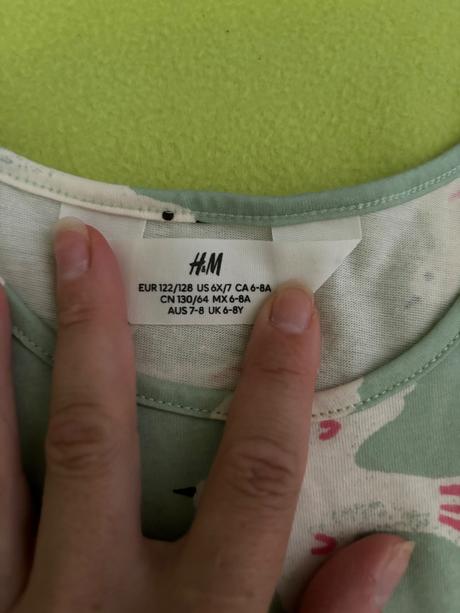 H&M
EUR 122/128 US 6X/7 CA 6-8A
CN 130/64 MX 6-8A
AUS 7-8 UK 6-8Y